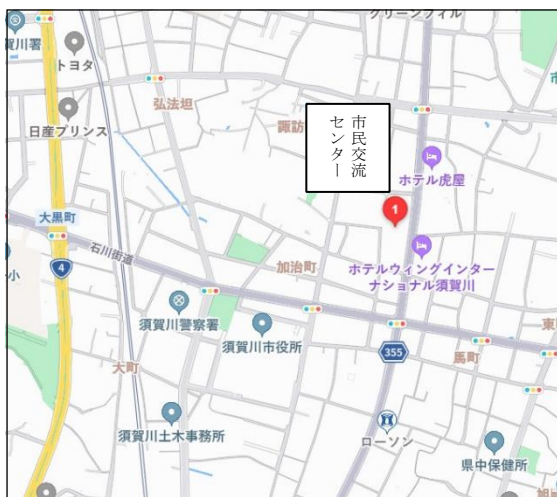 グリーンヒル
賀川署
トヨタ
弘法坦
日産プリンス
諏訪
市民交流
センター
ホテル虎屋
1
大黒町
石川街道
4
小
加治町
ホテルウィングインター
ナショナル須賀川
須賀川警察署
須賀川市役所
大町
355
馬町
東
須賀川土木事務所
ローソン
県中保健所